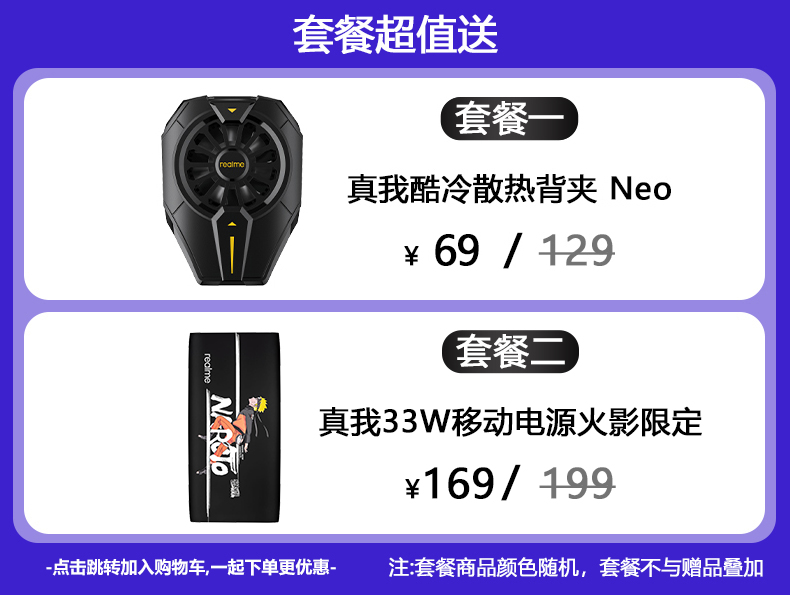 套餐超值送
套餐一
realme
真我酷冷散热背夹 Neo
¥ 69 / 129
套餐二
realme
NARUTO
真我33W移动电源火影限定
¥169/ 199
-点击跳转加入购物车,一起下单更优惠-
注:套餐商品颜色随机，套餐不与赠品叠加